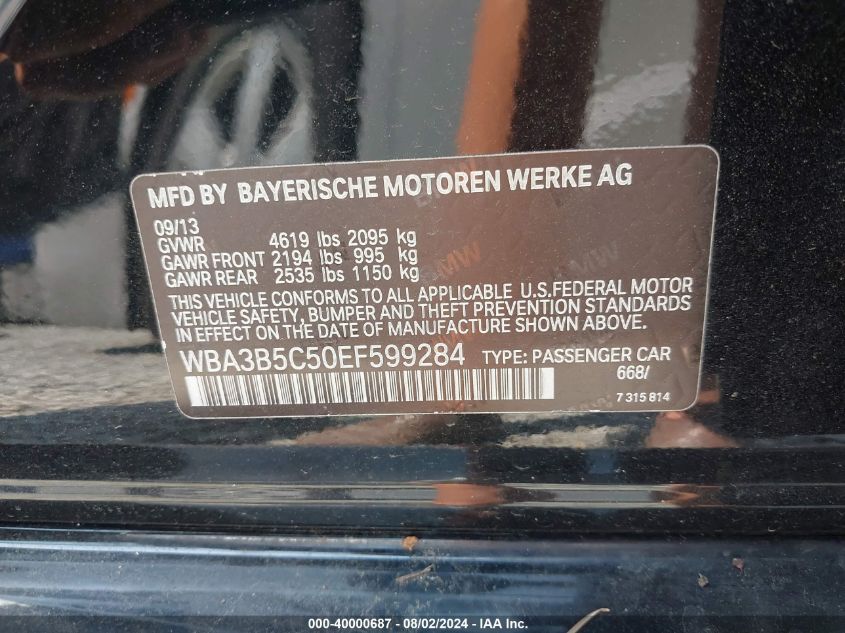 MFD BY BAYERISCHE MOTOREN WERKE AG
09/13
GVWR 4619 lbs 2095 kg
GAWR FRONT 2194 lbs 995 kg
GAWR REAR 2535 lbs 1150 kg
THIS VEHICLE CONFORMS TO ALL APPLICABLE U.S.FEDERAL MOTOR
VEHICLE SAFETY, BUMPER AND THEFT PREVENTION STANDARDS
IN EFFECT ON THE DATE OF MANUFACTURE SHOWN ABOVE.
WBA3B5C50EF599284 TYPE: PASSENGER CAR
668/
7 315 814
000-40000687 - 08/02/2024 - IAAI.com